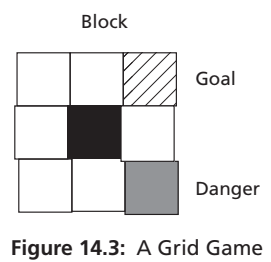 Block
Goal
Danger
Figure 14.3: A Grid Game